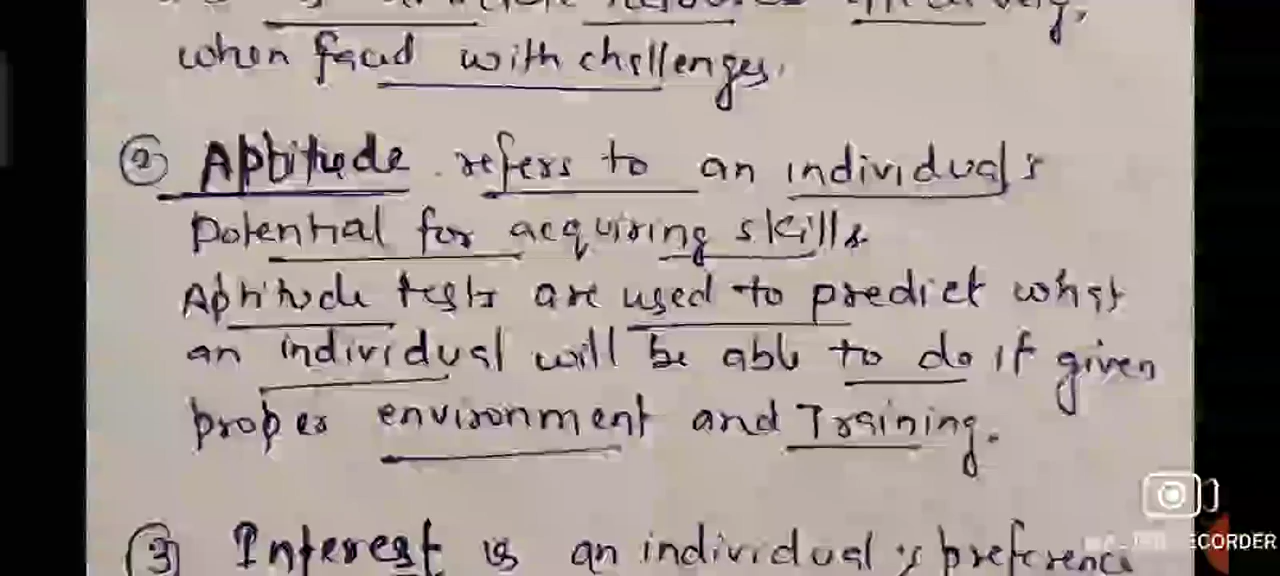 when faced with challenges.
② Aptitude refers to an individual's
potential for acquiring skills.
Aptitude tests are used to predict what
an individual will be able to do if given
proper environment and Training.
③ Interest is an individual's preference
ECORDER